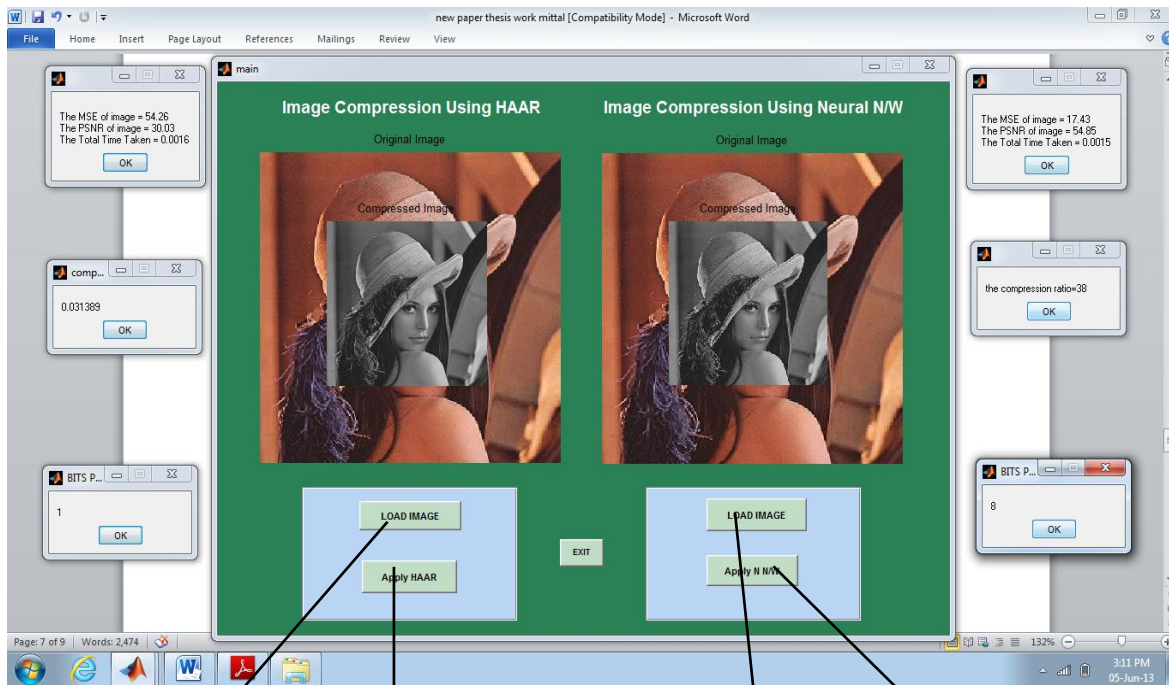 new paper thesis work mittal [Compatibility Mode] - Microsoft Word
File Home Insert Page Layout References Mailings Review View
main
Image Compression Using HAAR
Original Image
Compressed Image
Image Compression Using Neural N/W
Original Image
Compressed Image
LOAD IMAGE
Apply HAAR
EXIT
LOAD IMAGE
Apply N N/W
The MSE of image = 54.26
The PSNR of image = 30.03
The Total Time Taken = 0.0016
OK
comp...
0.031389
OK
BITS P...
1
OK
The MSE of image = 17.43
The PSNR of image = 54.85
The Total Time Taken = 0.0015
OK
the compression ratio=38
OK
BITS P...
8
OK
Page: 7 of 9 Words: 2,474
132%
3:11 PM
05-Jun-13